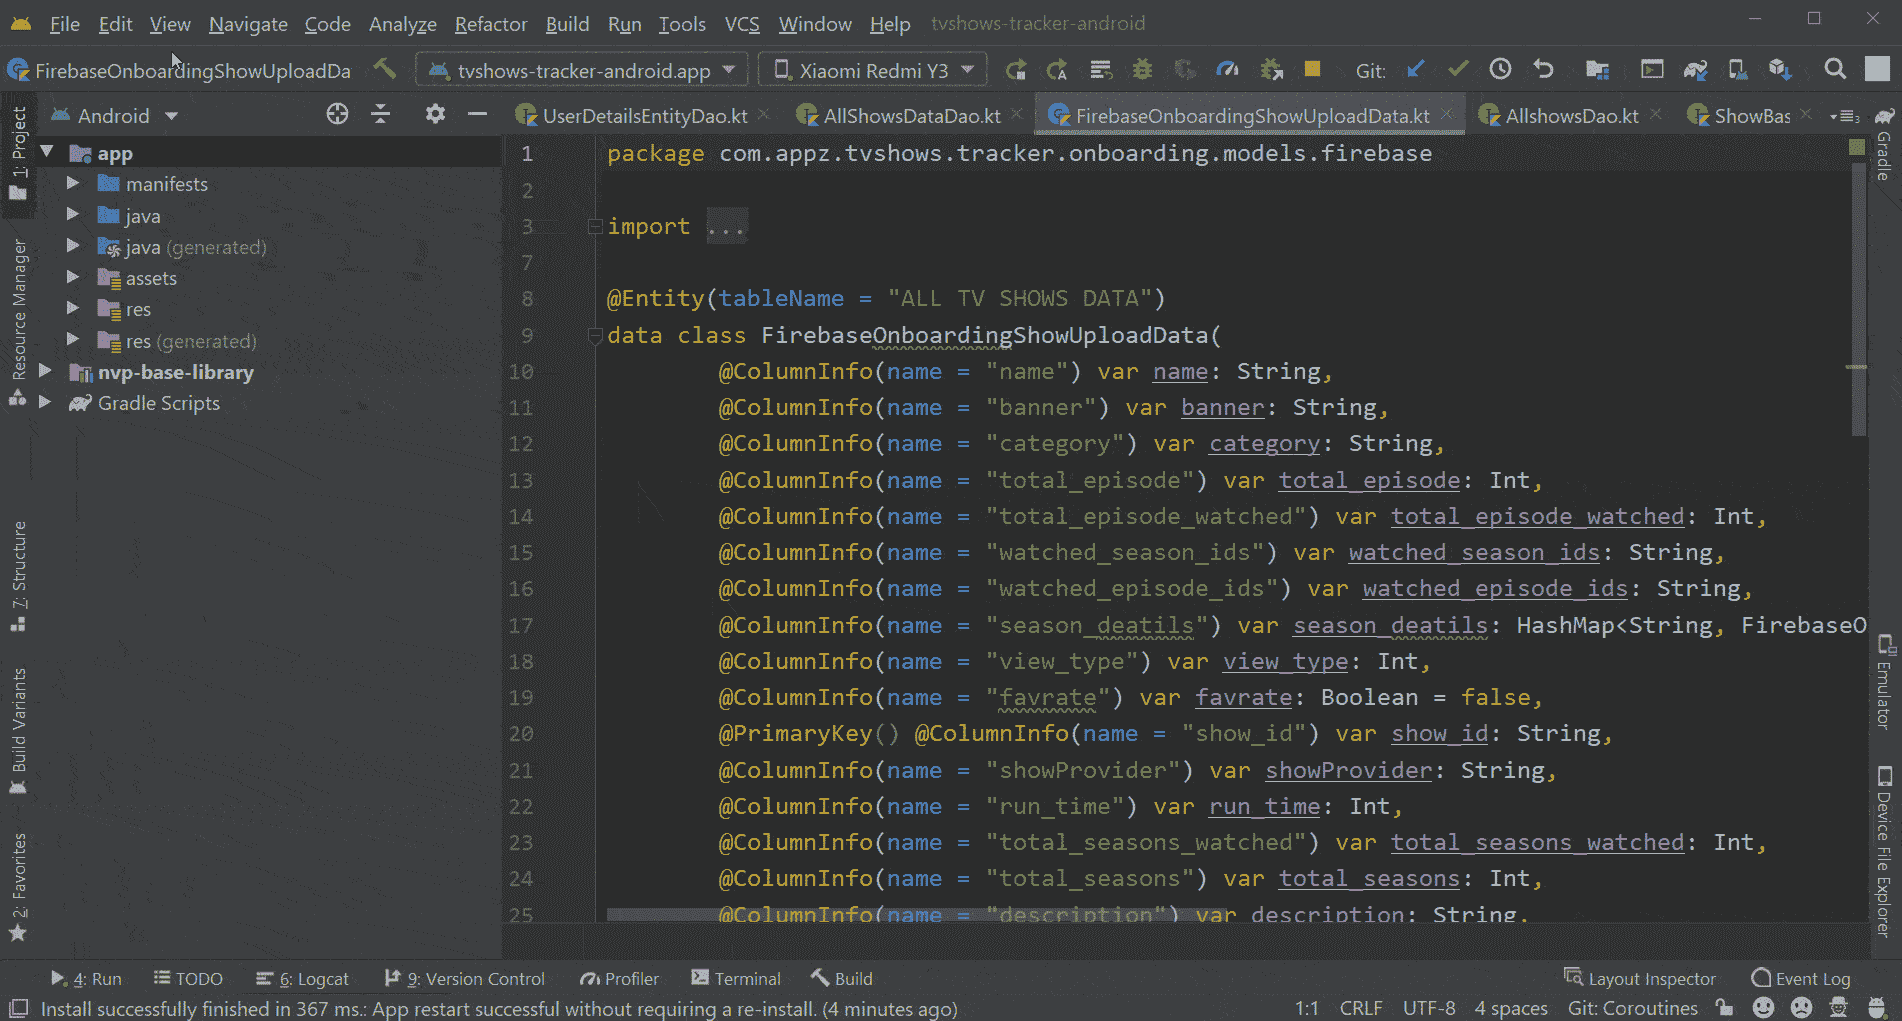 File Edit View Navigate Code Analyze Refactor Build Run Tools VCS Window Help tvshows-tracker-android
FirebaseOnboardingShowUploadDa tvshows-tracker-android.app Xiaomi Redmi Y3 Git:
Android
UserDetailsEntityDao.kt AllShowsDataDao.kt FirebaseOnboardingShowUploadData.kt AllshowsDao.kt ShowBas
1: Project
Resource Manager
7: Structure
Build Variants
2: Favorites
app
manifests
java
java (generated)
assets
res
res (generated)
nvp-base-library
Gradle Scripts
1 package com.appz.tvshows.tracker.onboarding.models.firebase
2
3 import ...
7
8 @Entity(tableName = "ALL TV SHOWS DATA")
9 data class FirebaseOnboardingShowUploadData(
10 @ColumnInfo(name = "name") var name: String,
11 @ColumnInfo(name = "banner") var banner: String,
12 @ColumnInfo(name = "category") var category: String,
13 @ColumnInfo(name = "total_episode") var total_episode: Int,
14 @ColumnInfo(name = "total_episode_watched") var total_episode_watched: Int,
15 @ColumnInfo(name = "watched_season_ids") var watched_season_ids: String,
16 @ColumnInfo(name = "watched_episode_ids") var watched_episode_ids: String,
17 @ColumnInfo(name = "season_deatils") var season_deatils: HashMap<String, FirebaseO
18 @ColumnInfo(name = "view_type") var view_type: Int,
19 @ColumnInfo(name = "favrate") var favrate: Boolean = false,
20 @PrimaryKey() @ColumnInfo(name = "show_id") var show_id: String,
21 @ColumnInfo(name = "showProvider") var showProvider: String,
22 @ColumnInfo(name = "run_time") var run_time: Int,
23 @ColumnInfo(name = "total_seasons_watched") var total_seasons_watched: Int,
24 @ColumnInfo(name = "total_seasons") var total_seasons: Int,
25 @ColumnInfo(name = "description") var description: String,
Gradle
Emulator
Device File Explorer
4: Run TODO 6: Logcat 9: Version Control Profiler Terminal Build Layout Inspector Event Log
Install successfully finished in 367 ms.: App restart successful without requiring a re-install. (4 minutes ago) 1:1 CRLF UTF-8 4 spaces Git: Coroutines